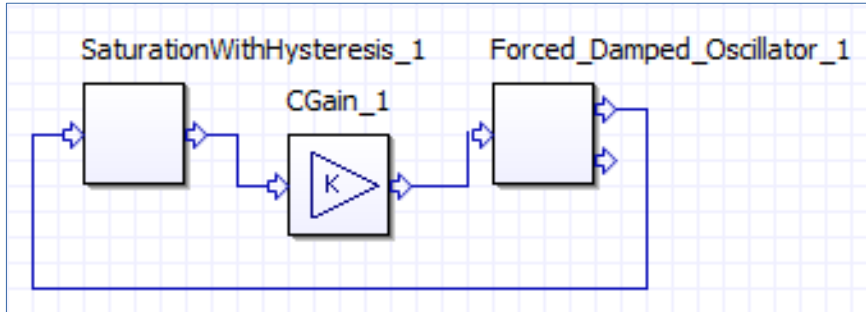 SaturationWithHysteresis_1
Forced_Damped_Oscillator_1
CGain_1
K